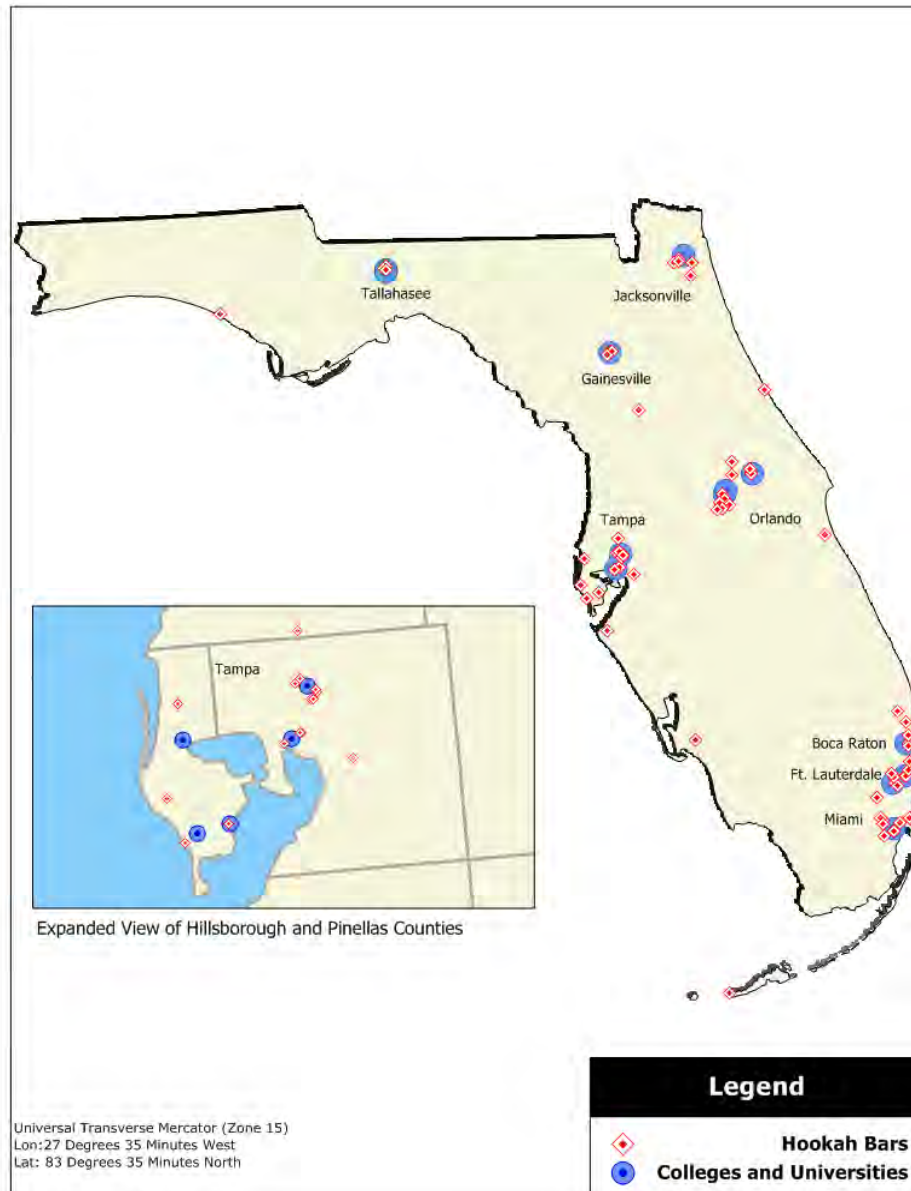 Tallahasee
Jacksonville
Gainesville
Tampa
Orlando
Tampa
Boca Raton
Ft. Lauderdale
Miami
Expanded View of Hillsborough and Pinellas Counties
Legend
Universal Transverse Mercator (Zone 15)
Lon:27 Degrees 35 Minutes West
Lat: 83 Degrees 35 Minutes North
Hookah Bars
Colleges and Universities